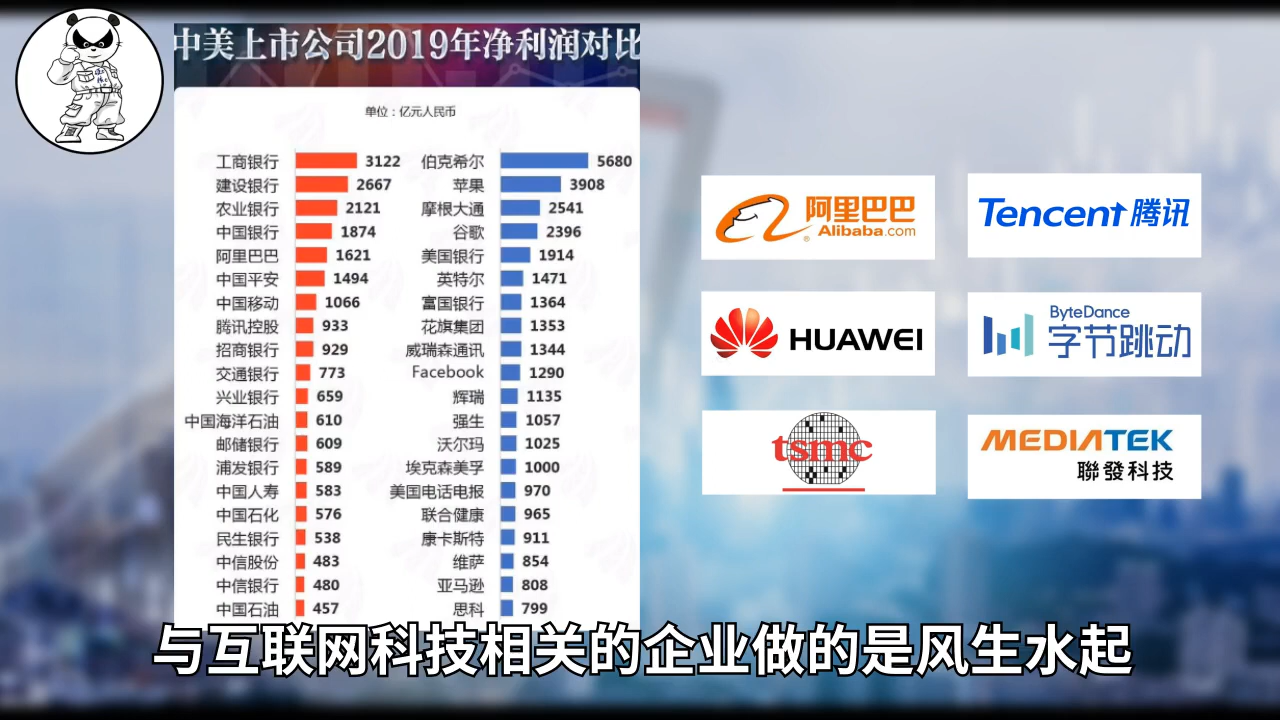 中美上市公司2019年净利润对比
单位：亿元人民币
工商银行 3122 伯克希尔 5680
建设银行 2667 苹果 3908
农业银行 2121 摩根大通 2541
中国银行 1874 谷歌 2396
阿里巴巴 1621 美国银行 1914
中国平安 1494 英特尔 1471
中国移动 1066 富国银行 1364
腾讯控股 933 花旗集团 1353
招商银行 929 威瑞森通讯 1344
交通银行 773 Facebook 1290
兴业银行 659 辉瑞 1135
中国海洋石油 610 强生 1057
邮储银行 609 沃尔玛 1025
浦发银行 589 埃克森美孚 1000
中国人寿 583 美国电话电报 970
中国石化 576 联合健康 965
民生银行 538 康卡斯特 911
中信股份 483 维萨 854
中信银行 480 亚马逊 808
中国石油 457 思科 799
阿里巴巴
Alibaba.com
Tencent 腾讯
HUAWEI
ByteDance
字节跳动
tsmc
MEDIATEK
聯發科技
与互联网科技相关的企业做的是风生水起